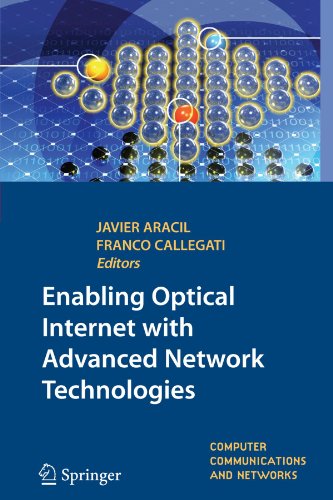 JAVIER ARACIL
FRANCO CALLEGATI
Editors
Enabling Optical
Internet with
Advanced Network
Technologies
COMPUTER
COMMUNICATIONS
AND NETWORKS
Springer